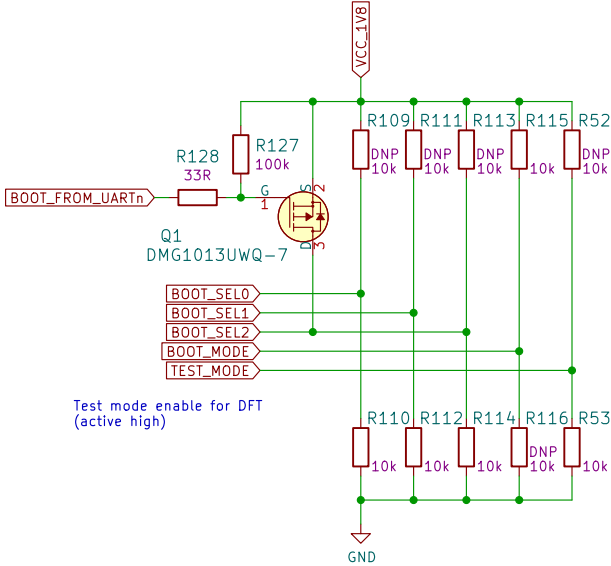 VCC_1V8
R109
R111
R113
R115
R52
DNP
DNP
DNP
DNP
10k
10k
10k
10k
10k
R128
33R
R127
100k
BOOT_FROM_UARTn
G
1
S
2
D
3
Q1
DMG1013UWQ-7
BOOT_SEL0
BOOT_SEL1
BOOT_SEL2
BOOT_MODE
TEST_MODE
Test mode enable for DFT
(active high)
R110
R112
R114
R116
R53
DNP
10k
10k
10k
10k
10k
GND